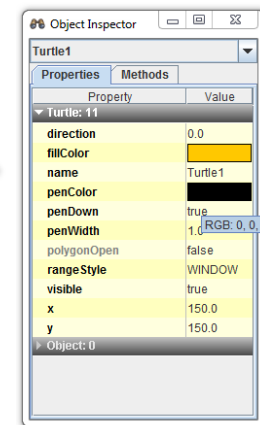 Object Inspector
Turtle1
Properties Methods
Property Value
Turtle: 11
direction 0.0
fillColor
name Turtle1
penColor
penDown true
penWidth 1.0 RGB: 0, 0,
polygonOpen false
rangeStyle WINDOW
visible true
x 150.0
y 150.0
Object: 0